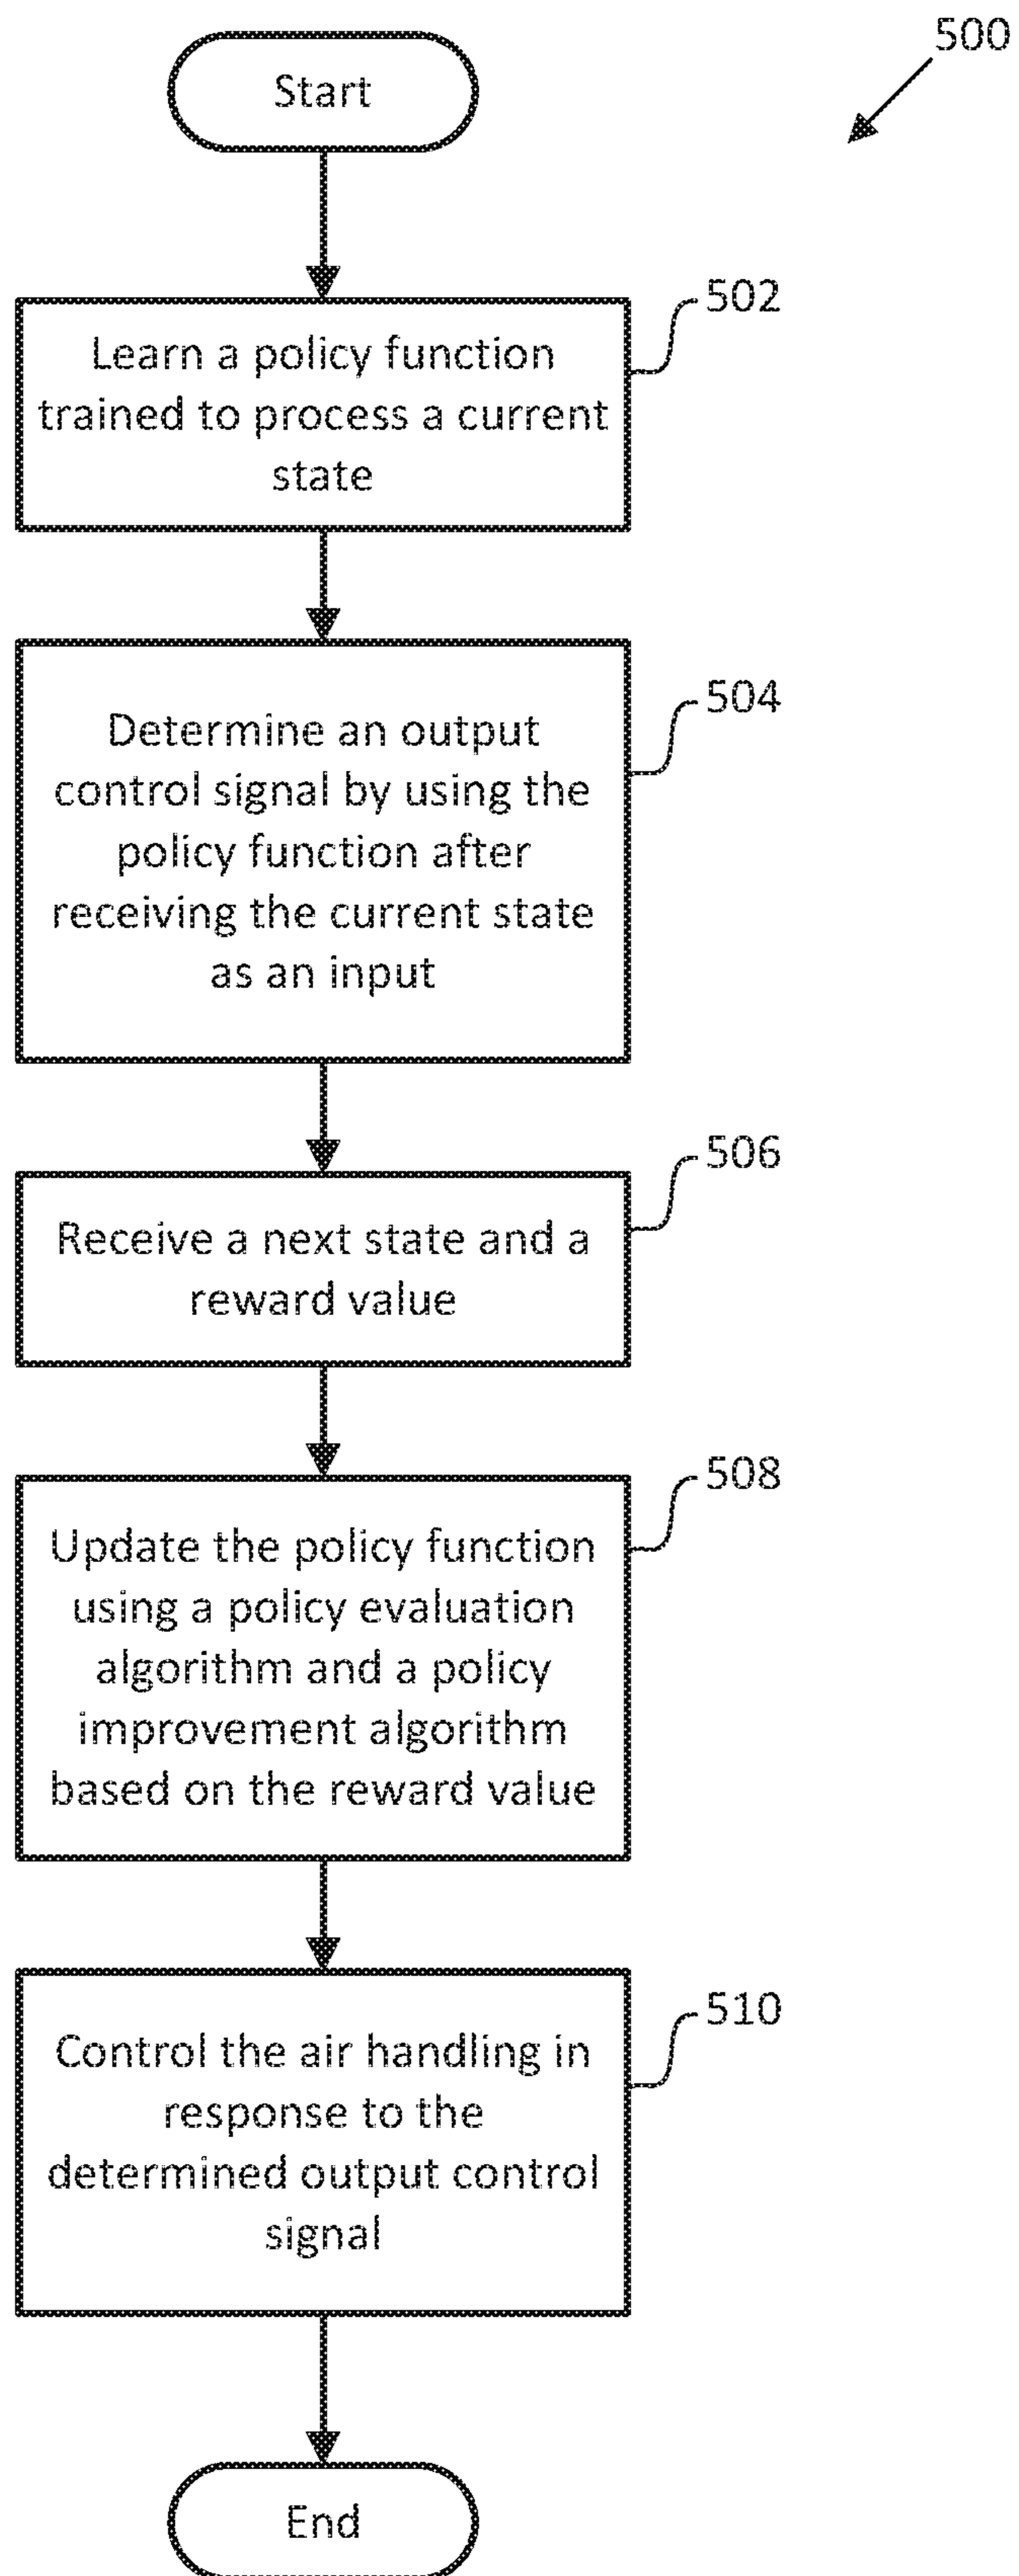 500
Start
502
Learn a policy function
trained to process a current
state
504
Determine an output
control signal by using the
policy function after
receiving the current state
as an input
506
Receive a next state and a
reward value
508
Update the policy function
using a policy evaluation
algorithm and a policy
improvement algorithm
based on the reward value
510
Control the air handling in
response to the
determined output control
signal
End